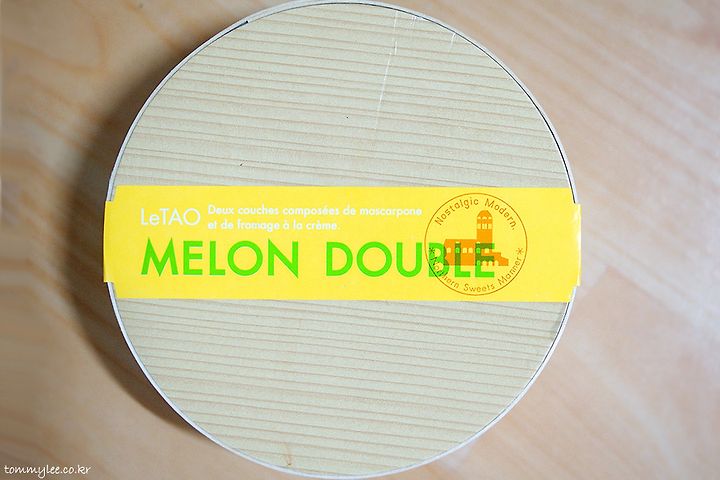 LeTAO
Deux couches composées de mascarpone
et de fromage à la crème.
MELON DOUBLE
Nostalgic Modern.
Northern Sweets Manner
tommylee.co.kr